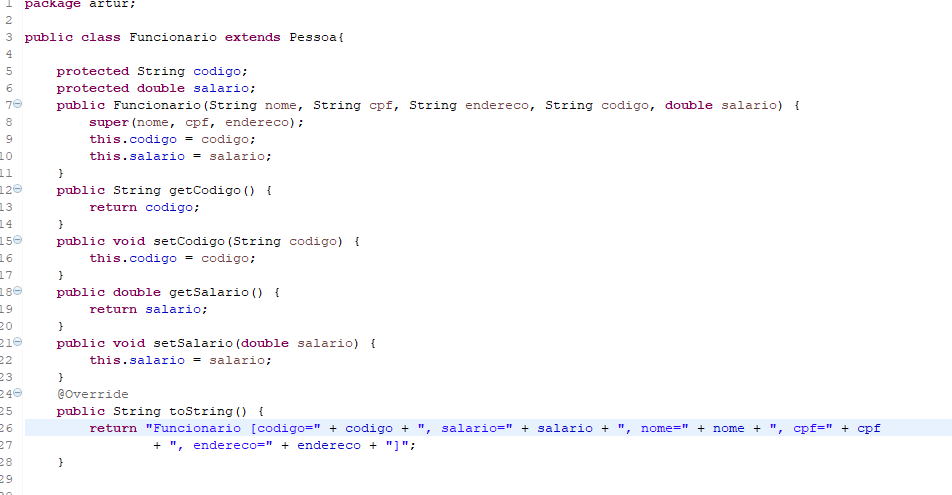 1 package artur;
2
3 public class Funcionario extends Pessoa{
4
5     protected String codigo;
6     protected double salario;
7     public Funcionario(String nome, String cpf, String endereco, String codigo, double salario) {
8         super(nome, cpf, endereco);
9         this.codigo = codigo;
10         this.salario = salario;
11     }
12     public String getCodigo() {
13         return codigo;
14     }
15     public void setCodigo(String codigo) {
16         this.codigo = codigo;
17     }
18     public double getSalario() {
19         return salario;
20     }
21     public void setSalario(double salario) {
22         this.salario = salario;
23     }
24     @Override
25     public String toString() {
26         return "Funcionario [codigo=" + codigo + ", salario=" + salario + ", nome=" + nome + ", cpf=" + cpf
27                 + ", endereco=" + endereco + "]";
28     }
29